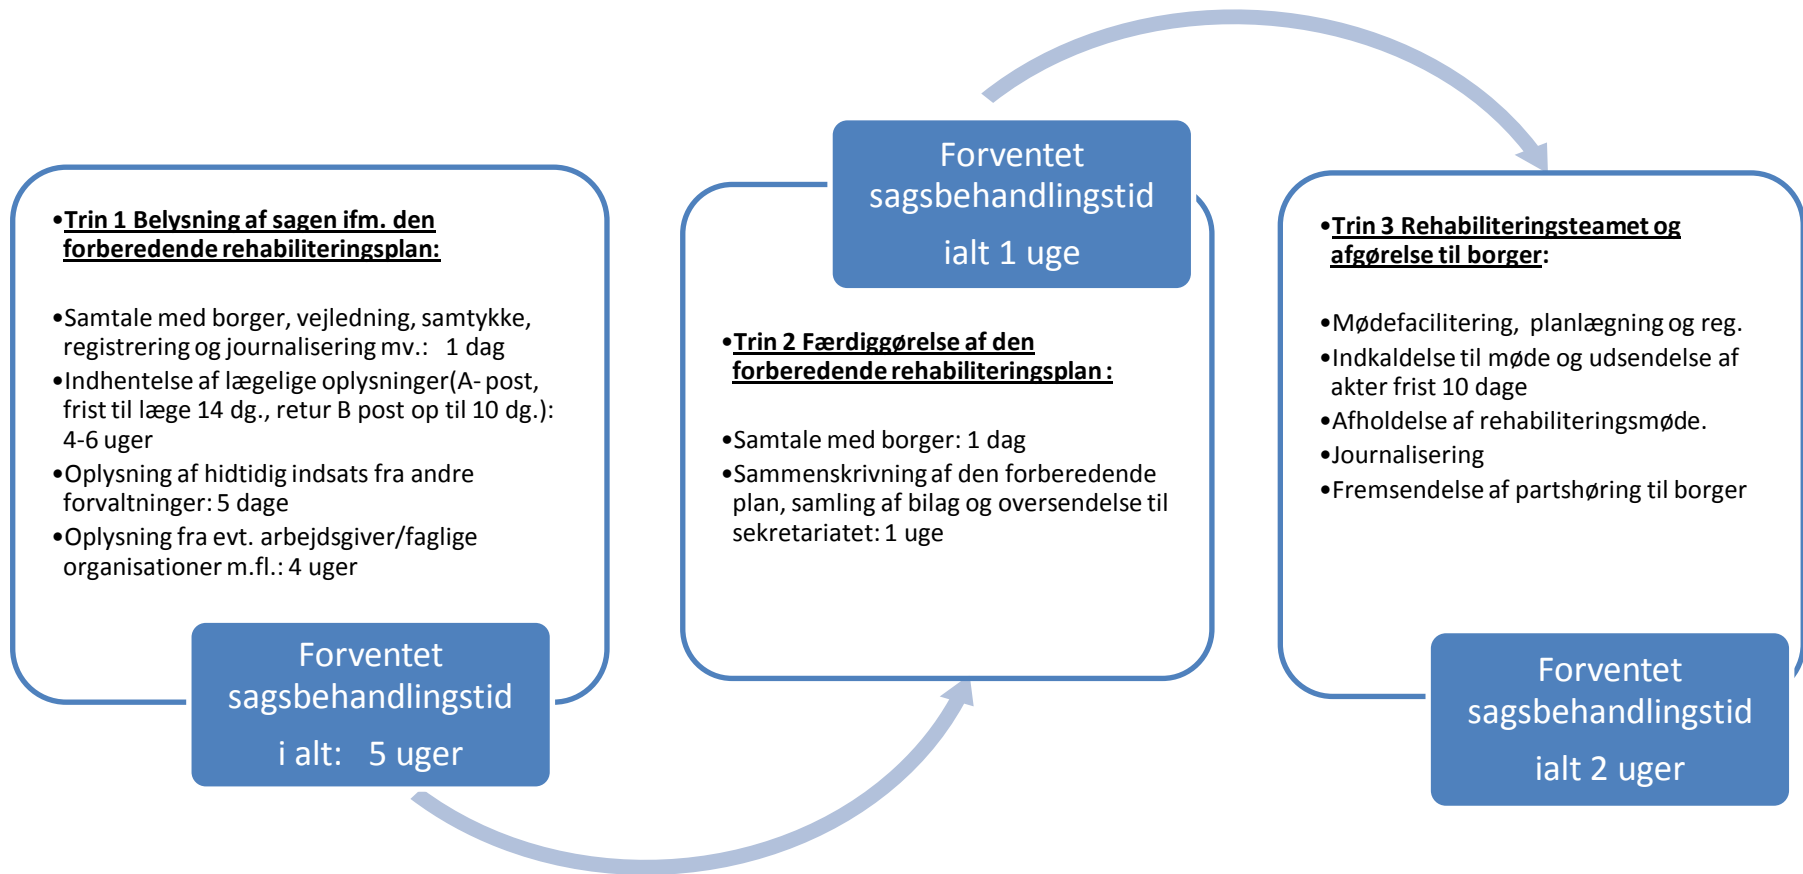 •Trin 1 Belysning af sagen ifm. den
forberedende rehabiliteringsplan:
•Samtale med borger, vejledning, samtykke,
registrering og journalisering mv.: 1 dag
•Indhentelse af lægelige oplysninger(A- post,
frist til læge 14 dg., retur B post op til 10 dg.):
4-6 uger
•Oplysning af hidtidig indsats fra andre
forvaltninger: 5 dage
•Oplysning fra evt. arbejdsgiver/faglige
organisationer m.fl.: 4 uger
Forventet
sagsbehandlingstid
i alt: 5 uger
Forventet
sagsbehandlingstid
ialt 1 uge
•Trin 2 Færdiggørelse af den
forberedende rehabiliteringsplan :
•Samtale med borger: 1 dag
•Sammenskrivning af den forberedende
plan, samling af bilag og oversendelse til
sekretariatet: 1 uge
•Trin 3 Rehabiliteringsteamet og
afgørelse til borger:
•Mødefacilitering, planlægning og reg.
•Indkaldelse til møde og udsendelse af
akter frist 10 dage
•Afholdelse af rehabiliteringsmøde.
•Journalisering
•Fremsendelse af partshøring til borger
Forventet
sagsbehandlingstid
ialt 2 uger